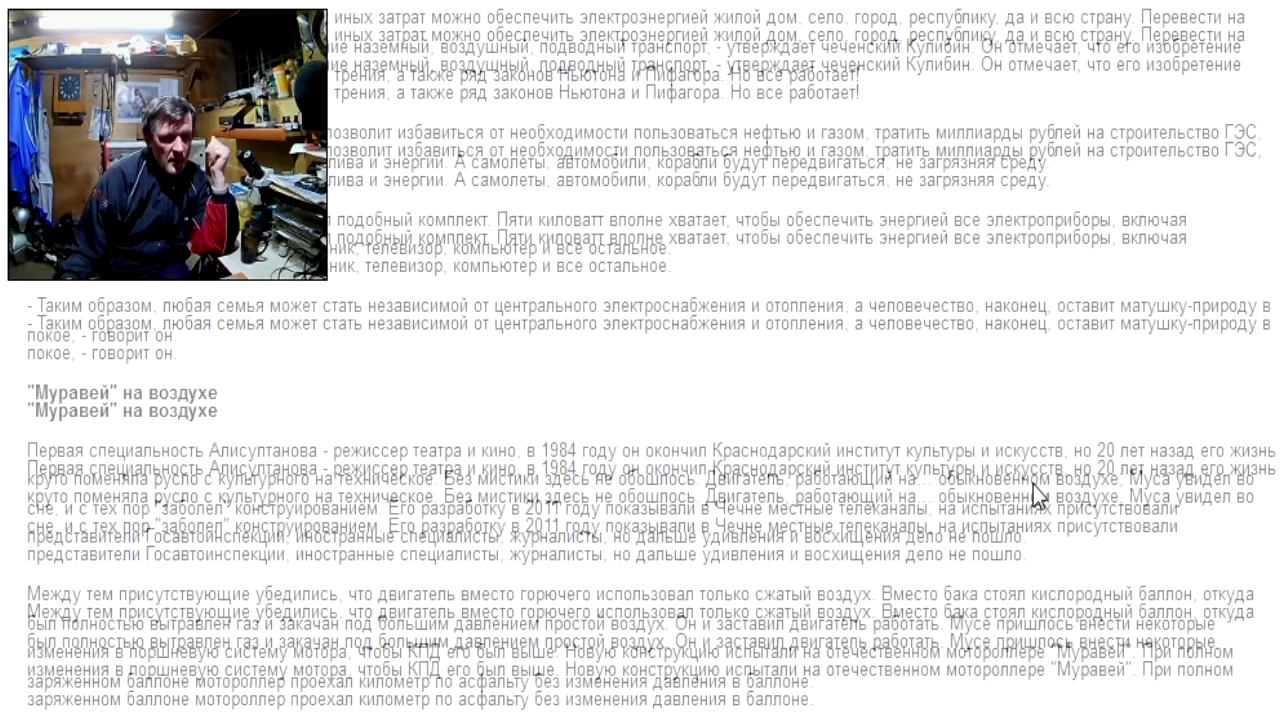 иных затрат можно обеспечить электроэнергией жилой дом, село, город, республику, да и всю страну. Перевести на
ие наземный, воздушный, подводный транспорт, - утверждает чеченский Кулибин. Он отмечает, что его изобретение
трения, а также ряд законов Ньютона и Пифагора. Но все работает!
позволит избавиться от необходимости пользоваться нефтью и газом, тратить миллиарды рублей на строительство ГЭС,
лива и энергии. А самолеты, автомобили, корабли будут передвигаться, не загрязняя среду.
подобный комплект. Пяти киловатт вполне хватает, чтобы обеспечить энергией все электроприборы, включая
ник, телевизор, компьютер и все остальное.
- Таким образом, любая семья может стать независимой от центрального электроснабжения и отопления, а человечество, наконец, оставит матушку-природу в
покое, - говорит он.
"Муравей" на воздухе
Первая специальность Алисултанова - режиссер театра и кино, в 1984 году он окончил Краснодарский институт культуры и искусств, но 20 лет назад его жизнь
круто поменяла русло с культурного на техническое. Без мистики здесь не обошлось. Двигатель, работающий на... обыкновенном воздухе, Муса увидел во
сне, и с тех пор "заболел" конструированием. Его разработку в 2011 году показывали в Чечне местные телеканалы, на испытаниях присутствовали
представители Госавтоинспекции, иностранные специалисты, журналисты, но дальше удивления и восхищения дело не пошло.
Между тем присутствующие убедились, что двигатель вместо горючего использовал только сжатый воздух. Вместо бака стоял кислородный баллон, откуда
был полностью вытравлен газ и закачан под большим давлением простой воздух. Он и заставил двигатель работать. Мусе пришлось внести некоторые
изменения в поршневую систему мотора, чтобы КПД его был выше. Новую конструкцию испытали на отечественном мотороллере "Муравей". При полном
заряженном баллоне мотороллер проехал километр по асфальту без изменения давления в баллоне.